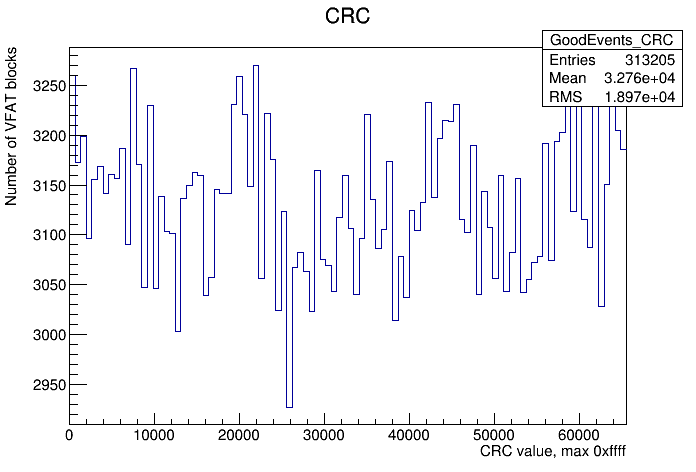 CRC
GoodEvents_CRC
Entries 313205
Mean 3.276e+04
RMS 1.897e+04
Number of VFAT blocks
3250
3200
3150
3100
3050
3000
2950
0 10000 20000 30000 40000 50000 60000
CRC value, max 0xffff